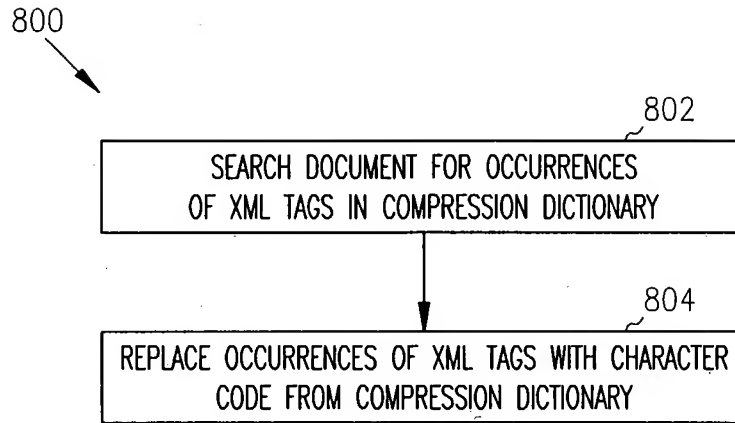 800
802
SEARCH DOCUMENT FOR OCCURRENCES
OF XML TAGS IN COMPRESSION DICTIONARY
804
REPLACE OCCURRENCES OF XML TAGS WITH CHARACTER
CODE FROM COMPRESSION DICTIONARY